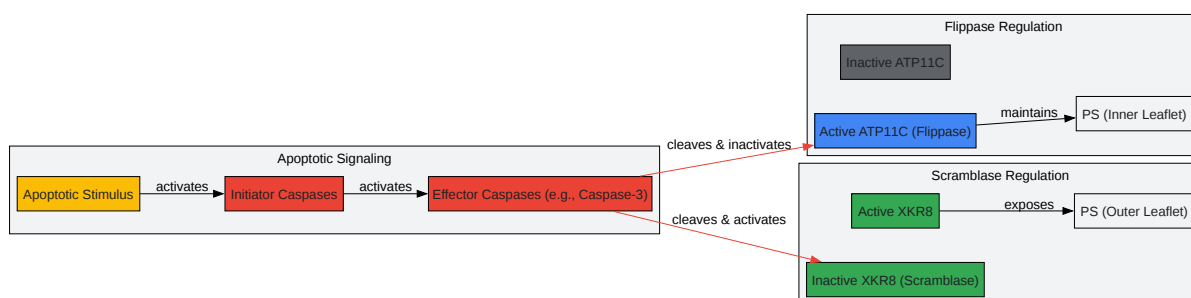 Flippase Regulation
Inactive ATP11C
Active ATP11C (Flippase)
maintains
PS (Inner Leaflet)
cleaves & inactivates
Apoptotic Signaling
Apoptotic Stimulus
activates
Initiator Caspases
activates
Effector Caspases (e.g., Caspase-3)
cleaves & activates
Scramblase Regulation
Active XKR8
exposes
PS (Outer Leaflet)
Inactive XKR8 (Scramblase)